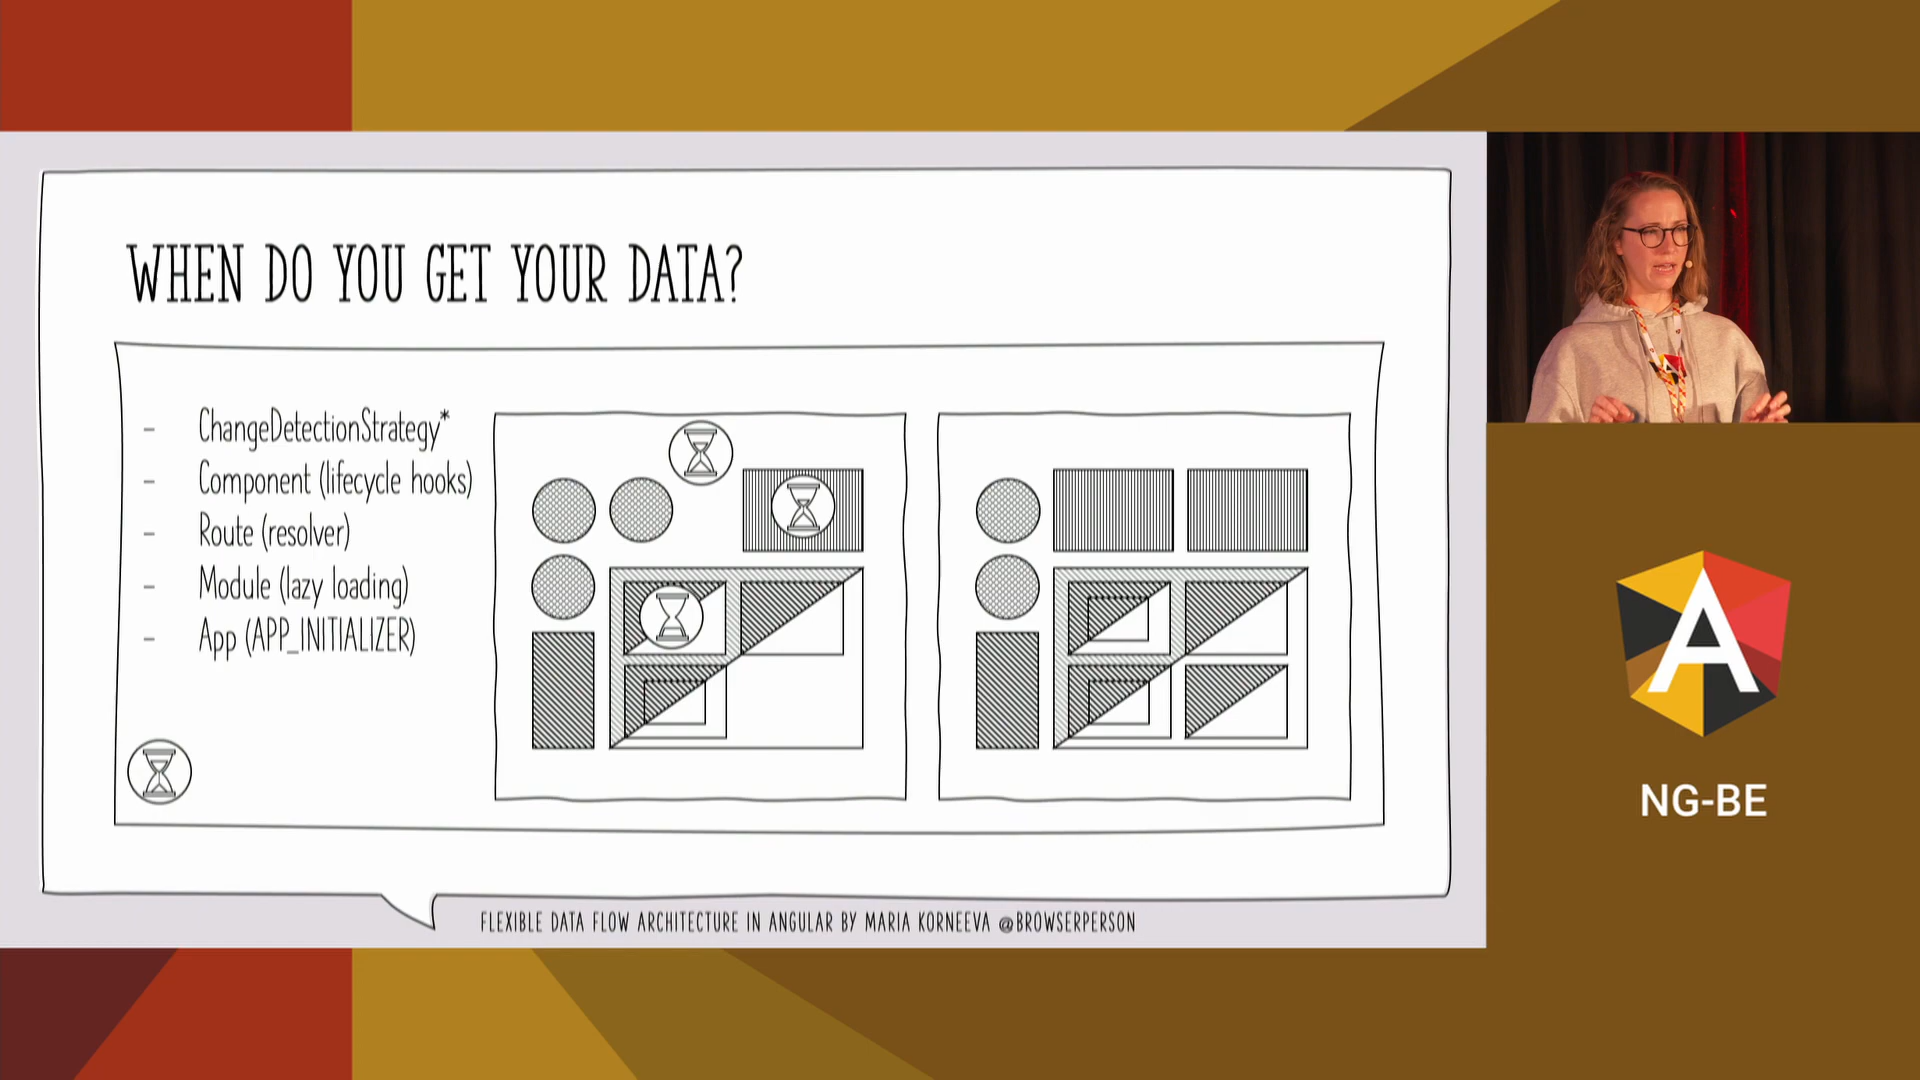 WHEN DO YOU GET YOUR DATA?
- ChangeDetectionStrategy*
- Component (lifecycle hooks)
- Route (resolver)
- Module (lazy loading)
- App (APP_INITIALIZER)
FLEXIBLE DATA FLOW ARCHITECTURE IN ANGULAR BY MARIA KORNEEVA @BROWSERPERSON
A
NG-BE